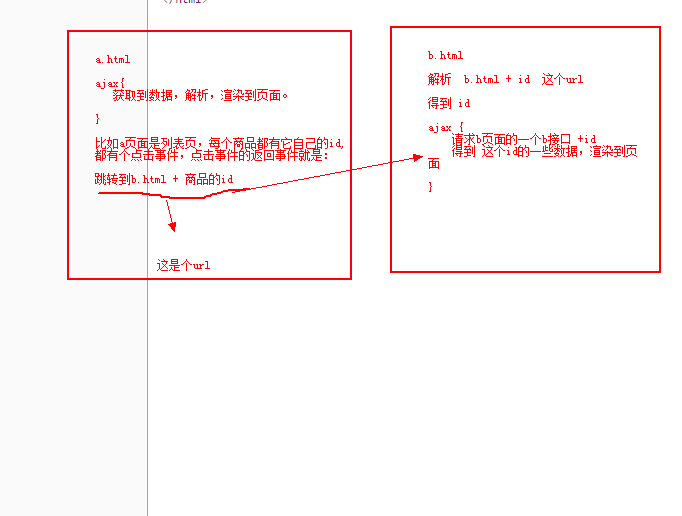 </html>
a.html
ajax{
获取到数据，解析，渲染到页面。
}
比如a页面是列表页，每个商品都有它自己的id,
都有个点击事件，点击事件的返回事件就是：
跳转到b.html + 商品的id
这是个url
b.html
解析 b.html + id 这个url
得到 id
ajax {
请求b页面的一个b接口 +id
得到 这个id的一些数据，渲染到页
面
}